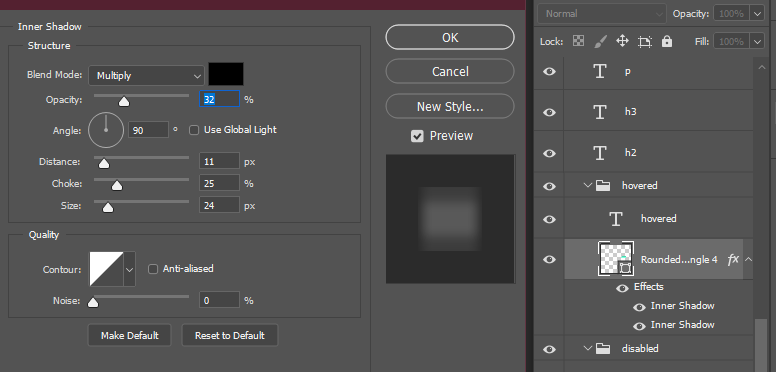 Inner Shadow
Structure
Blend Mode: Multiply
Opacity: 32 %
Angle: 90 ° Use Global Light
Distance: 11 px
Choke: 25 %
Size: 24 px
Quality
Contour: Anti-aliased
Noise: 0 %
Make Default Reset to Default
OK
Cancel
New Style...
Preview
Normal Opacity: 100%
Lock: Fill: 100%
T p
T h3
T h2
hovered
T hovered
Rounded...ngle 4 fx
Effects
Inner Shadow
Inner Shadow
disabled